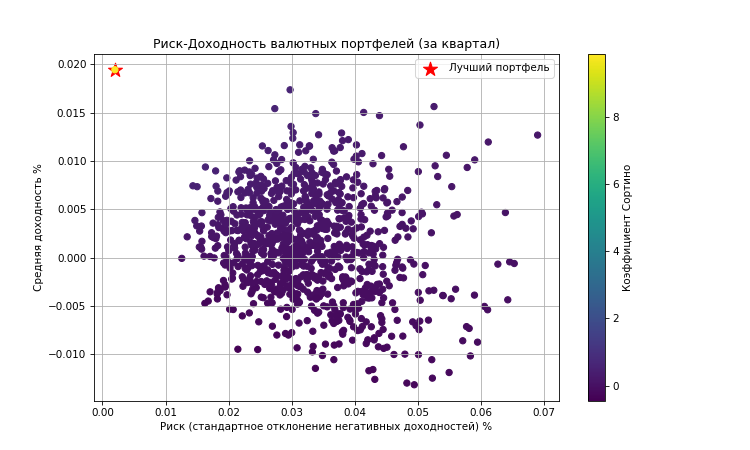 Риск-Доходность валютных портфелей (за квартал)
Лучший портфель
Средняя доходность %
0.020
0.015
0.010
0.005
0.000
−0.005
−0.010
0.00 0.01 0.02 0.03 0.04 0.05 0.06 0.07
Риск (стандартное отклонение негативных доходностей) %
8
6
4
2
0
Коэффициент Сортино